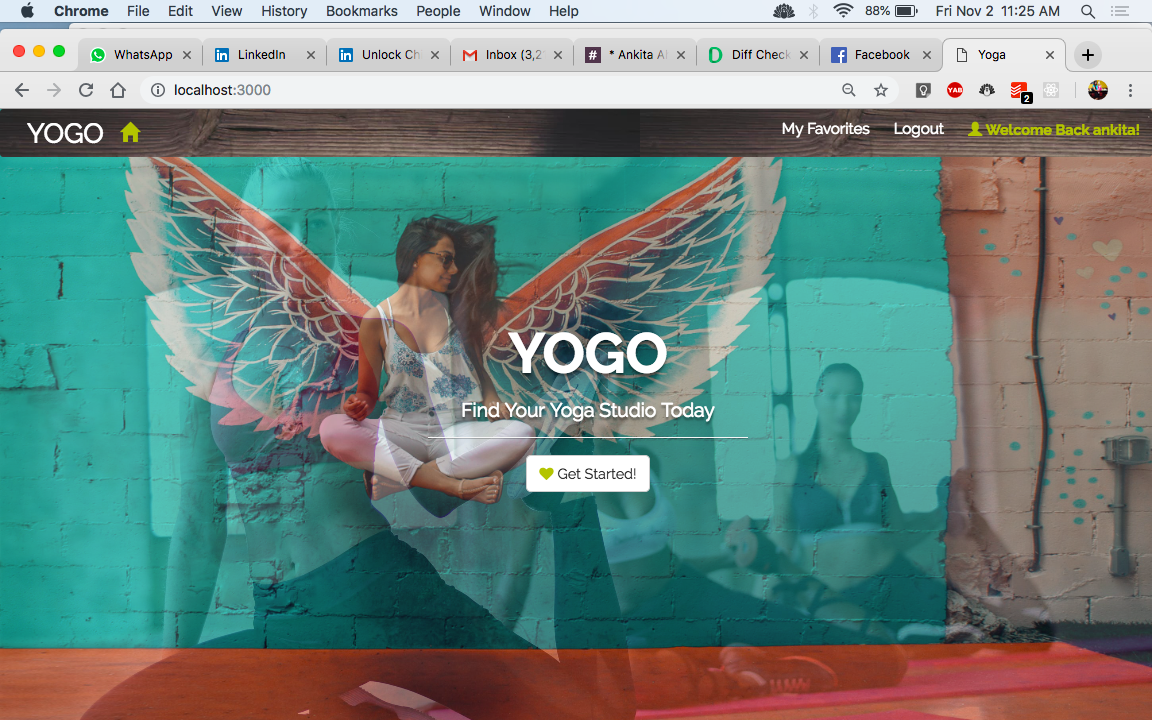 Chrome File Edit View History Bookmarks People Window Help 88% Fri Nov 2 11:25 AM
WhatsApp LinkedIn Unlock Ch Inbox (3,2 * Ankita Al Diff Check Facebook Yoga
localhost:3000 YAB 2
YOGO My Favorites Logout Welcome Back ankita!
YOGO
Find Your Yoga Studio Today
Get Started!